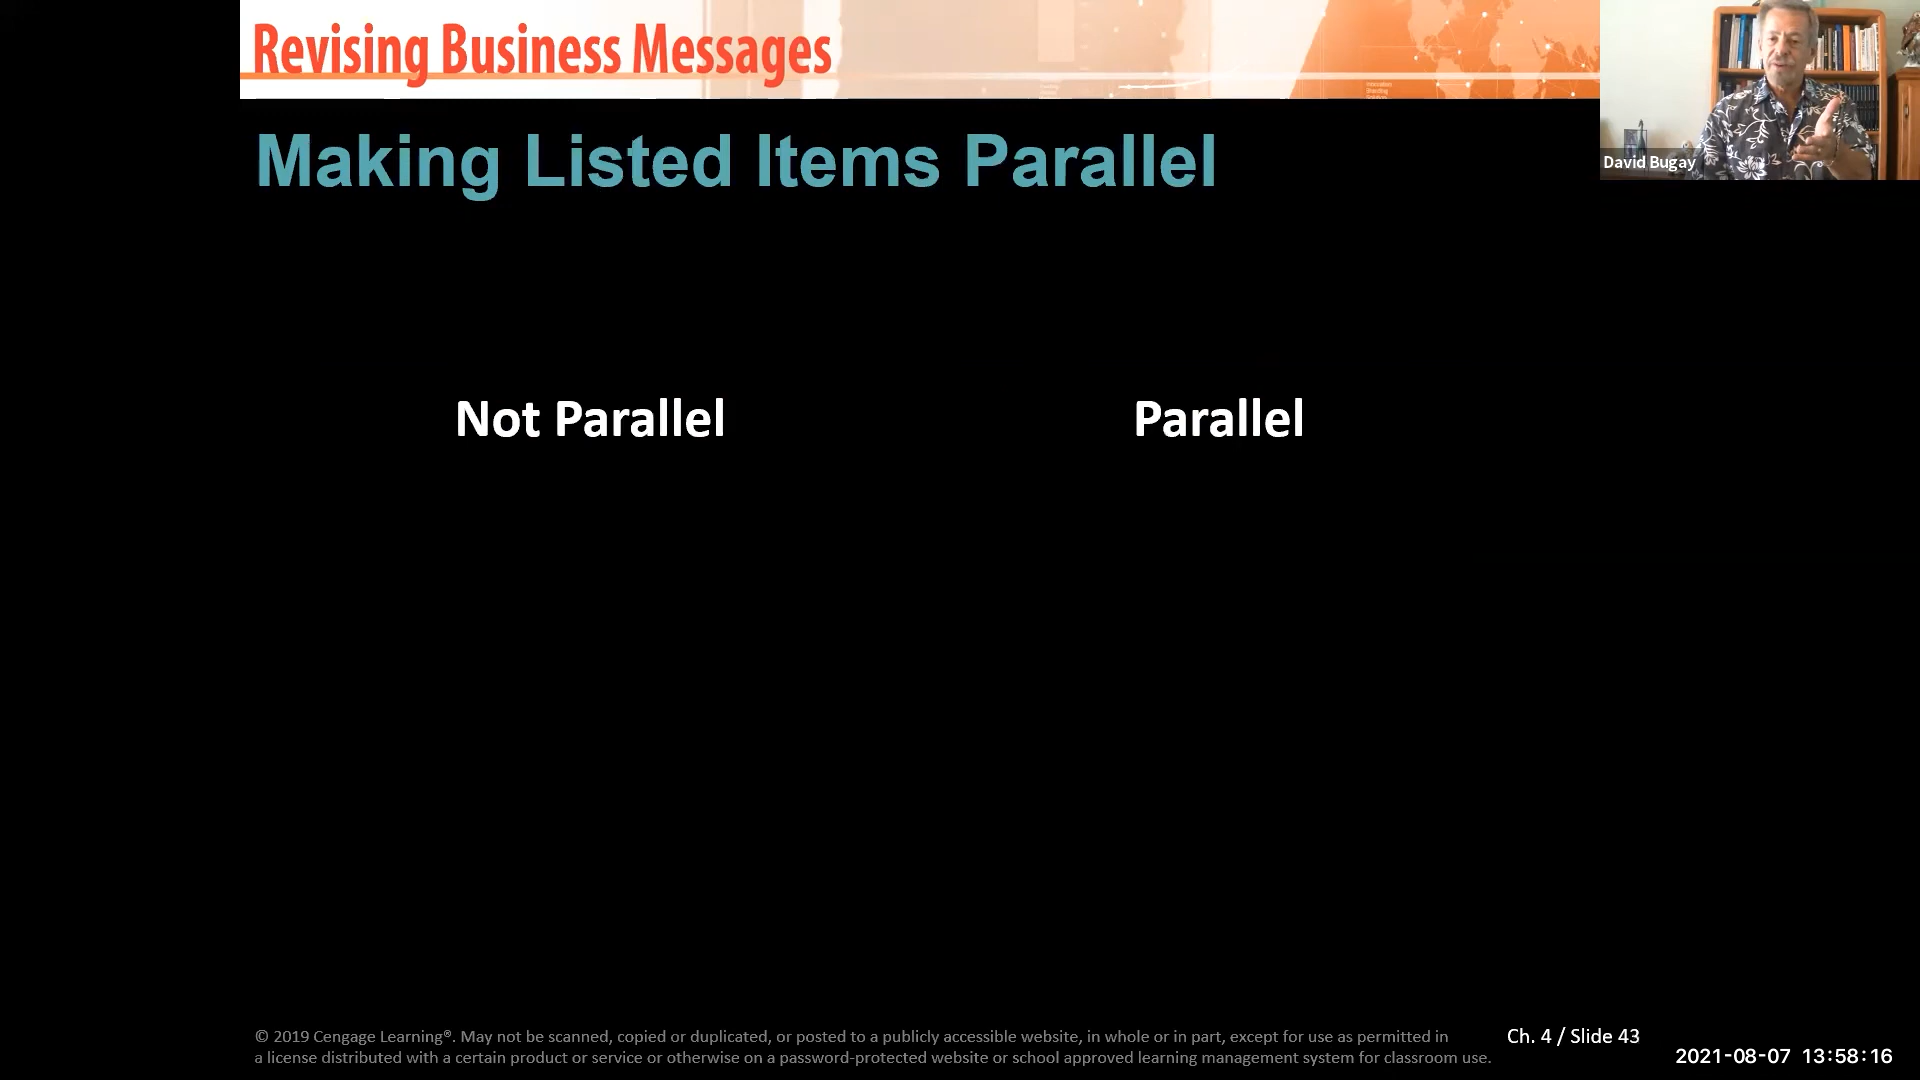 Revising Business Messages
David Bugay
Making Listed Items Parallel
Not Parallel
Parallel
© 2019 Cengage Learning®. May not be scanned, copied or duplicated, or posted to a publicly accessible website, in whole or in part, except for use as permitted in
a license distributed with a certain product or service or otherwise on a password-protected website or school approved learning management system for classroom use.
Ch. 4 / Slide 43
2021-08-07 13:58:16